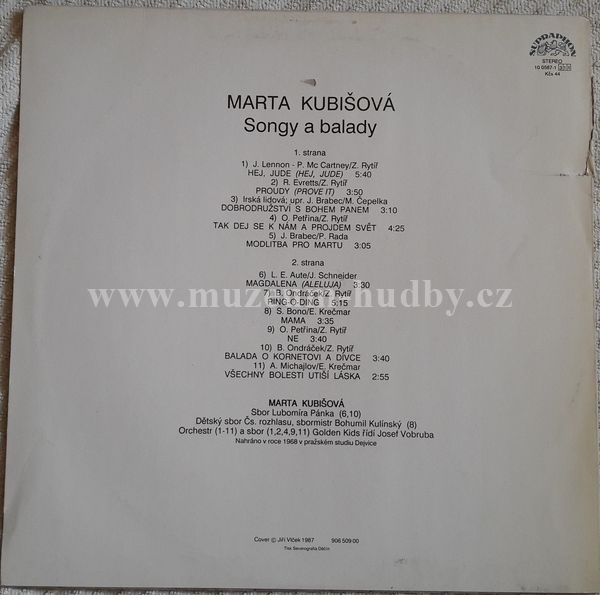 SUPRAPHON
STEREO
10 0587-1
Kčs 44
MARTA KUBIŠOVÁ
Songy a balady
1. strana
1) J. Lennon - P. Mc Cartney/Z. Rytíř
HEJ, JUDE (HEJ, JUDE) 5:40
2) R. Evretts/Z. Rytíř
PROUDY (PROVE IT) 3:50
3) Irská lidová; upr. J. Brabec/M. Čepelka
DOBRODRUŽSTVÍ S BOHEM PANEM 3:10
4) O. Petřina/Z. Rytíř
TAK DEJ SE K NÁM A PROJDEM SVĚT 4:25
5) J. Brabec/P. Rada
MODLITBA PRO MARTU 3:05
2. strana
6) L. E. Aute/J. Schneider
MAGDALENA (ALELUJA) 3:30
7) B. Ondráček/Z. Rytíř
RING-O-DING 5:15
8) S. Bono/E. Krečmar
MAMA 3:35
9) O. Petřina/Z. Rytíř
NE 3:40
10) B. Ondráček/Z. Rytíř
BALADA O KORNETOVI A DÍVCE 3:40
11) A. Michajlov/E. Krečmar
VŠECHNY BOLESTI UTIŠÍ LÁSKA 2:55
MARTA KUBIŠOVÁ
Sbor Lubomíra Pánka (6,10)
Dětský sbor Čs. rozhlasu, sbormistr Bohumil Kulínský (8)
Orchestr (1-11) a sbor (1,2,4,9,11) Golden Kids řídí Josef Vobruba
Nahráno v roce 1968 v pražském studiu Dejvice
Cover © Jiří Vlček 1987 906 509 00
Tisk Severografia Děčín